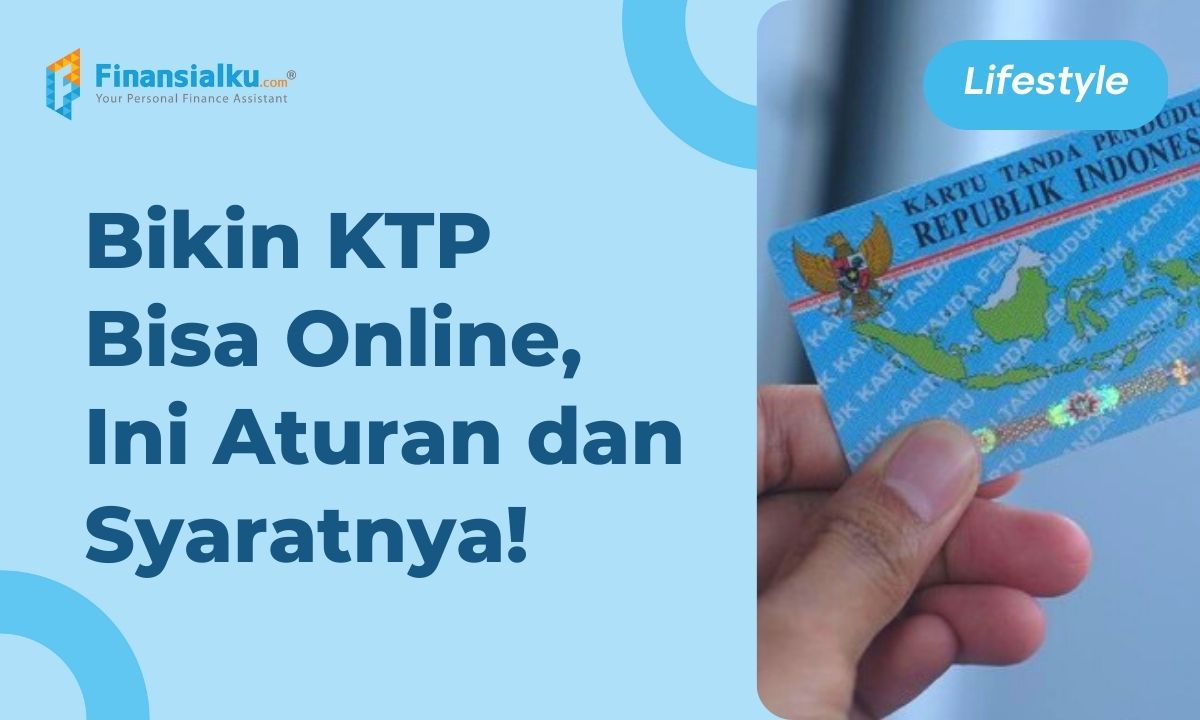 Finansialku.com®
Your Personal Finance Assistant
Lifestyle
Bikin KTP
Bisa Online,
Ini Aturan dan
Syaratnya!
KARTU TANDA PENDUDU
REPUBLIK INDONES